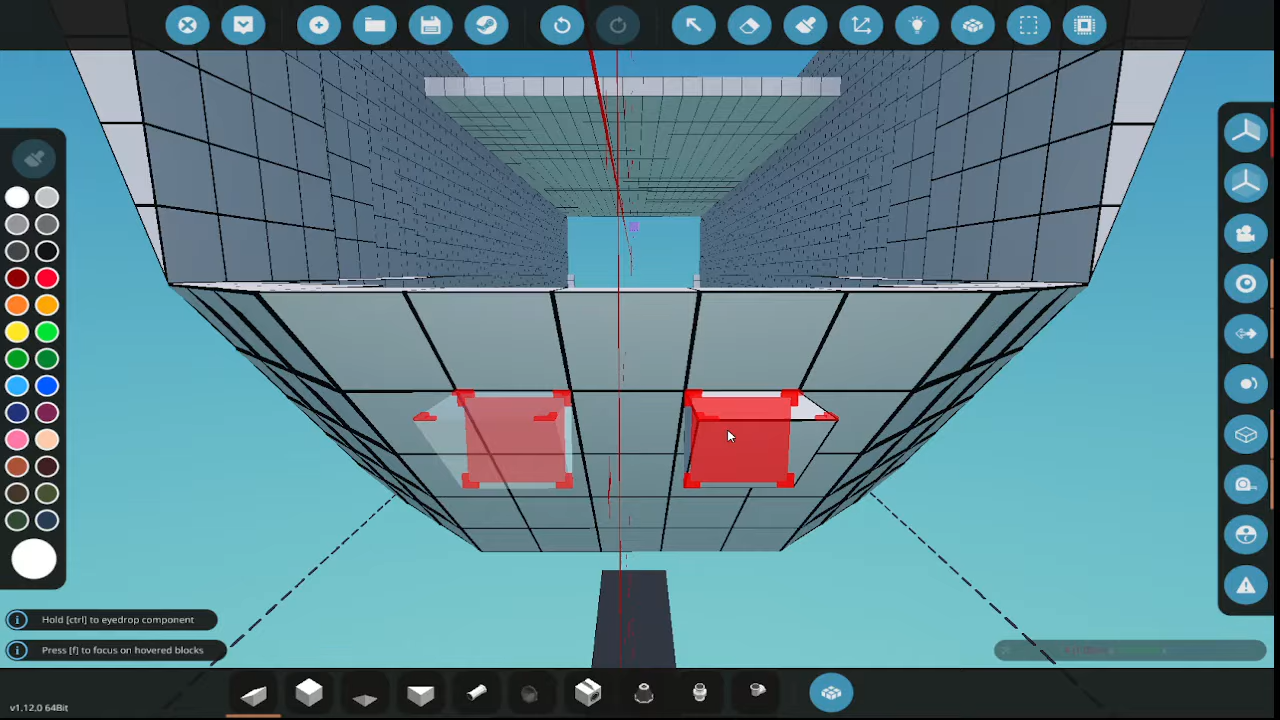 Hold [ctrl] to eyedrop component
Press [f] to focus on hovered blocks
v1.12.0 64Bit